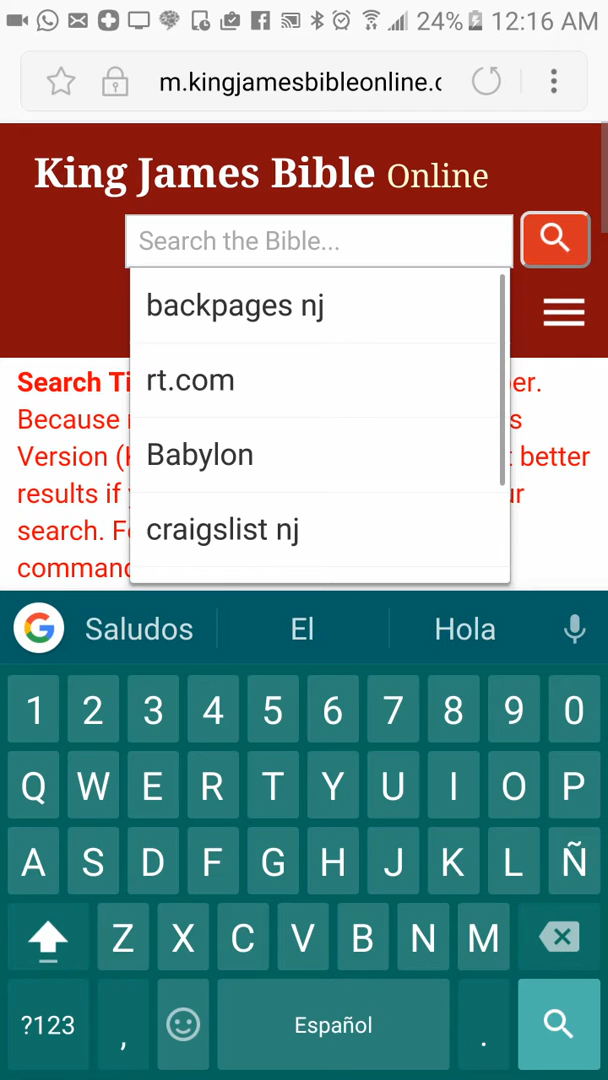 24% 12:16 AM
m.kingjamesbibleonline.c
King James Bible Online
Search the Bible...
backpages nj
rt.com
Babylon
craigslist nj
Search Ti
er.
Because
s
Version (
better
results if
ur
search. F
command
Saludos El Hola
1 2 3 4 5 6 7 8 9 0
Q W E R T Y U I O P
A S D F G H J K L Ñ
Z X C V B N M
?123 , Español .